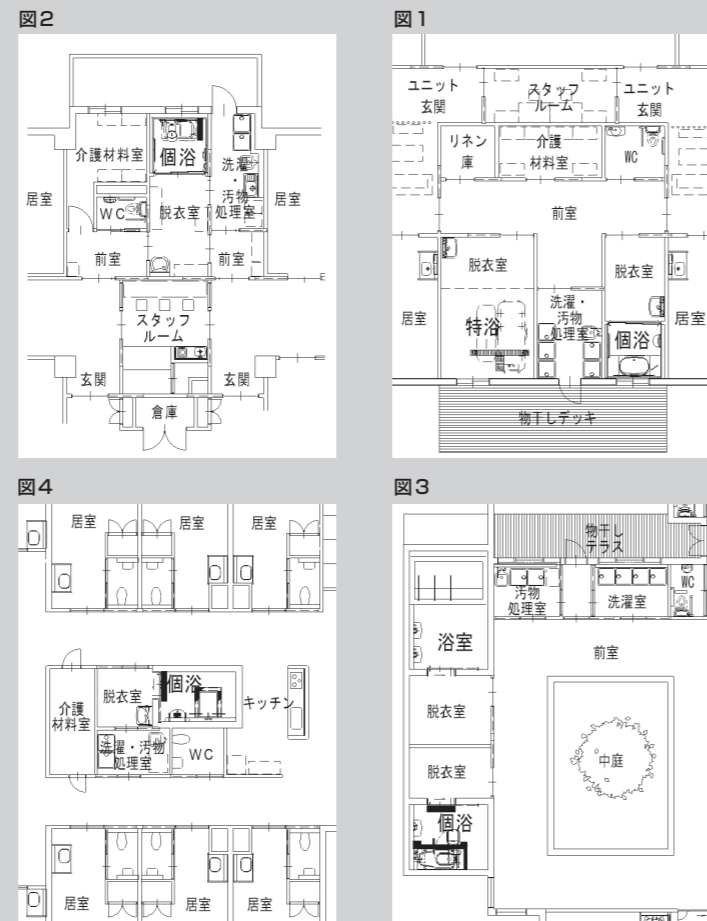 図1
ユニット
玄関
スタッフ
ルーム
ユニット
玄関
リネン
庫
介護
材料室
WC
前室
脱衣室
脱衣室
居室
特浴
洗濯・
汚物
処理室
個浴
居室
物干しデッキ
図2
介護材料室
個浴
洗濯
・
汚物
処理室
居室
WC
脱衣室
居室
前室
前室
スタッフ
ルーム
玄関
玄関
倉庫
図3
物干し
テラス
汚物
処理室
洗濯室
WC
浴室
前室
脱衣室
中庭
脱衣室
個浴
図4
居室
居室
居室
介護
材料室
脱衣室
個浴
キッチン
洗濯・汚物
処理室
WC
居室
居室
居室